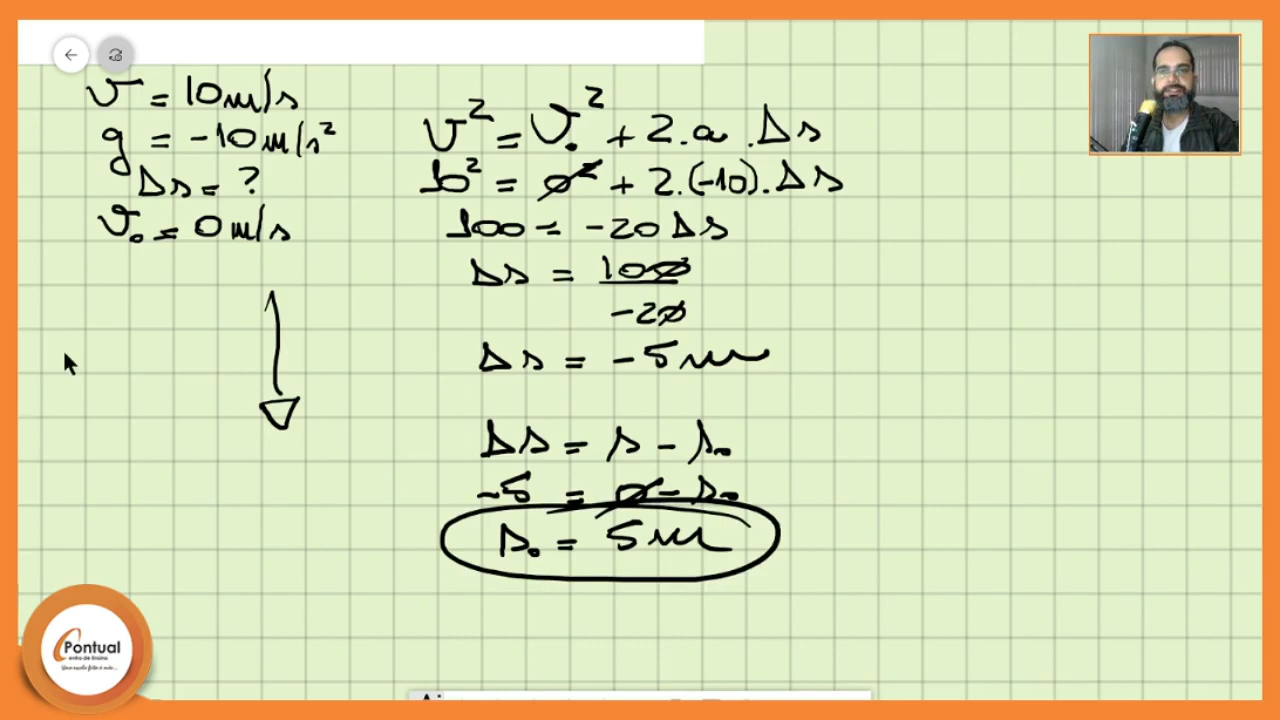 v = 10m/s
g = -10m/s²
Δs = ?
v₀ = 0m/s
v² = v₀² + 2.a.Δs
10² = 0² + 2.(-10).Δs
100 = -20Δs
Δs = 100
-20
Δs = -5m
Δs = s - s₀
-5 = 0 - s₀
s₀ = 5m
Pontual